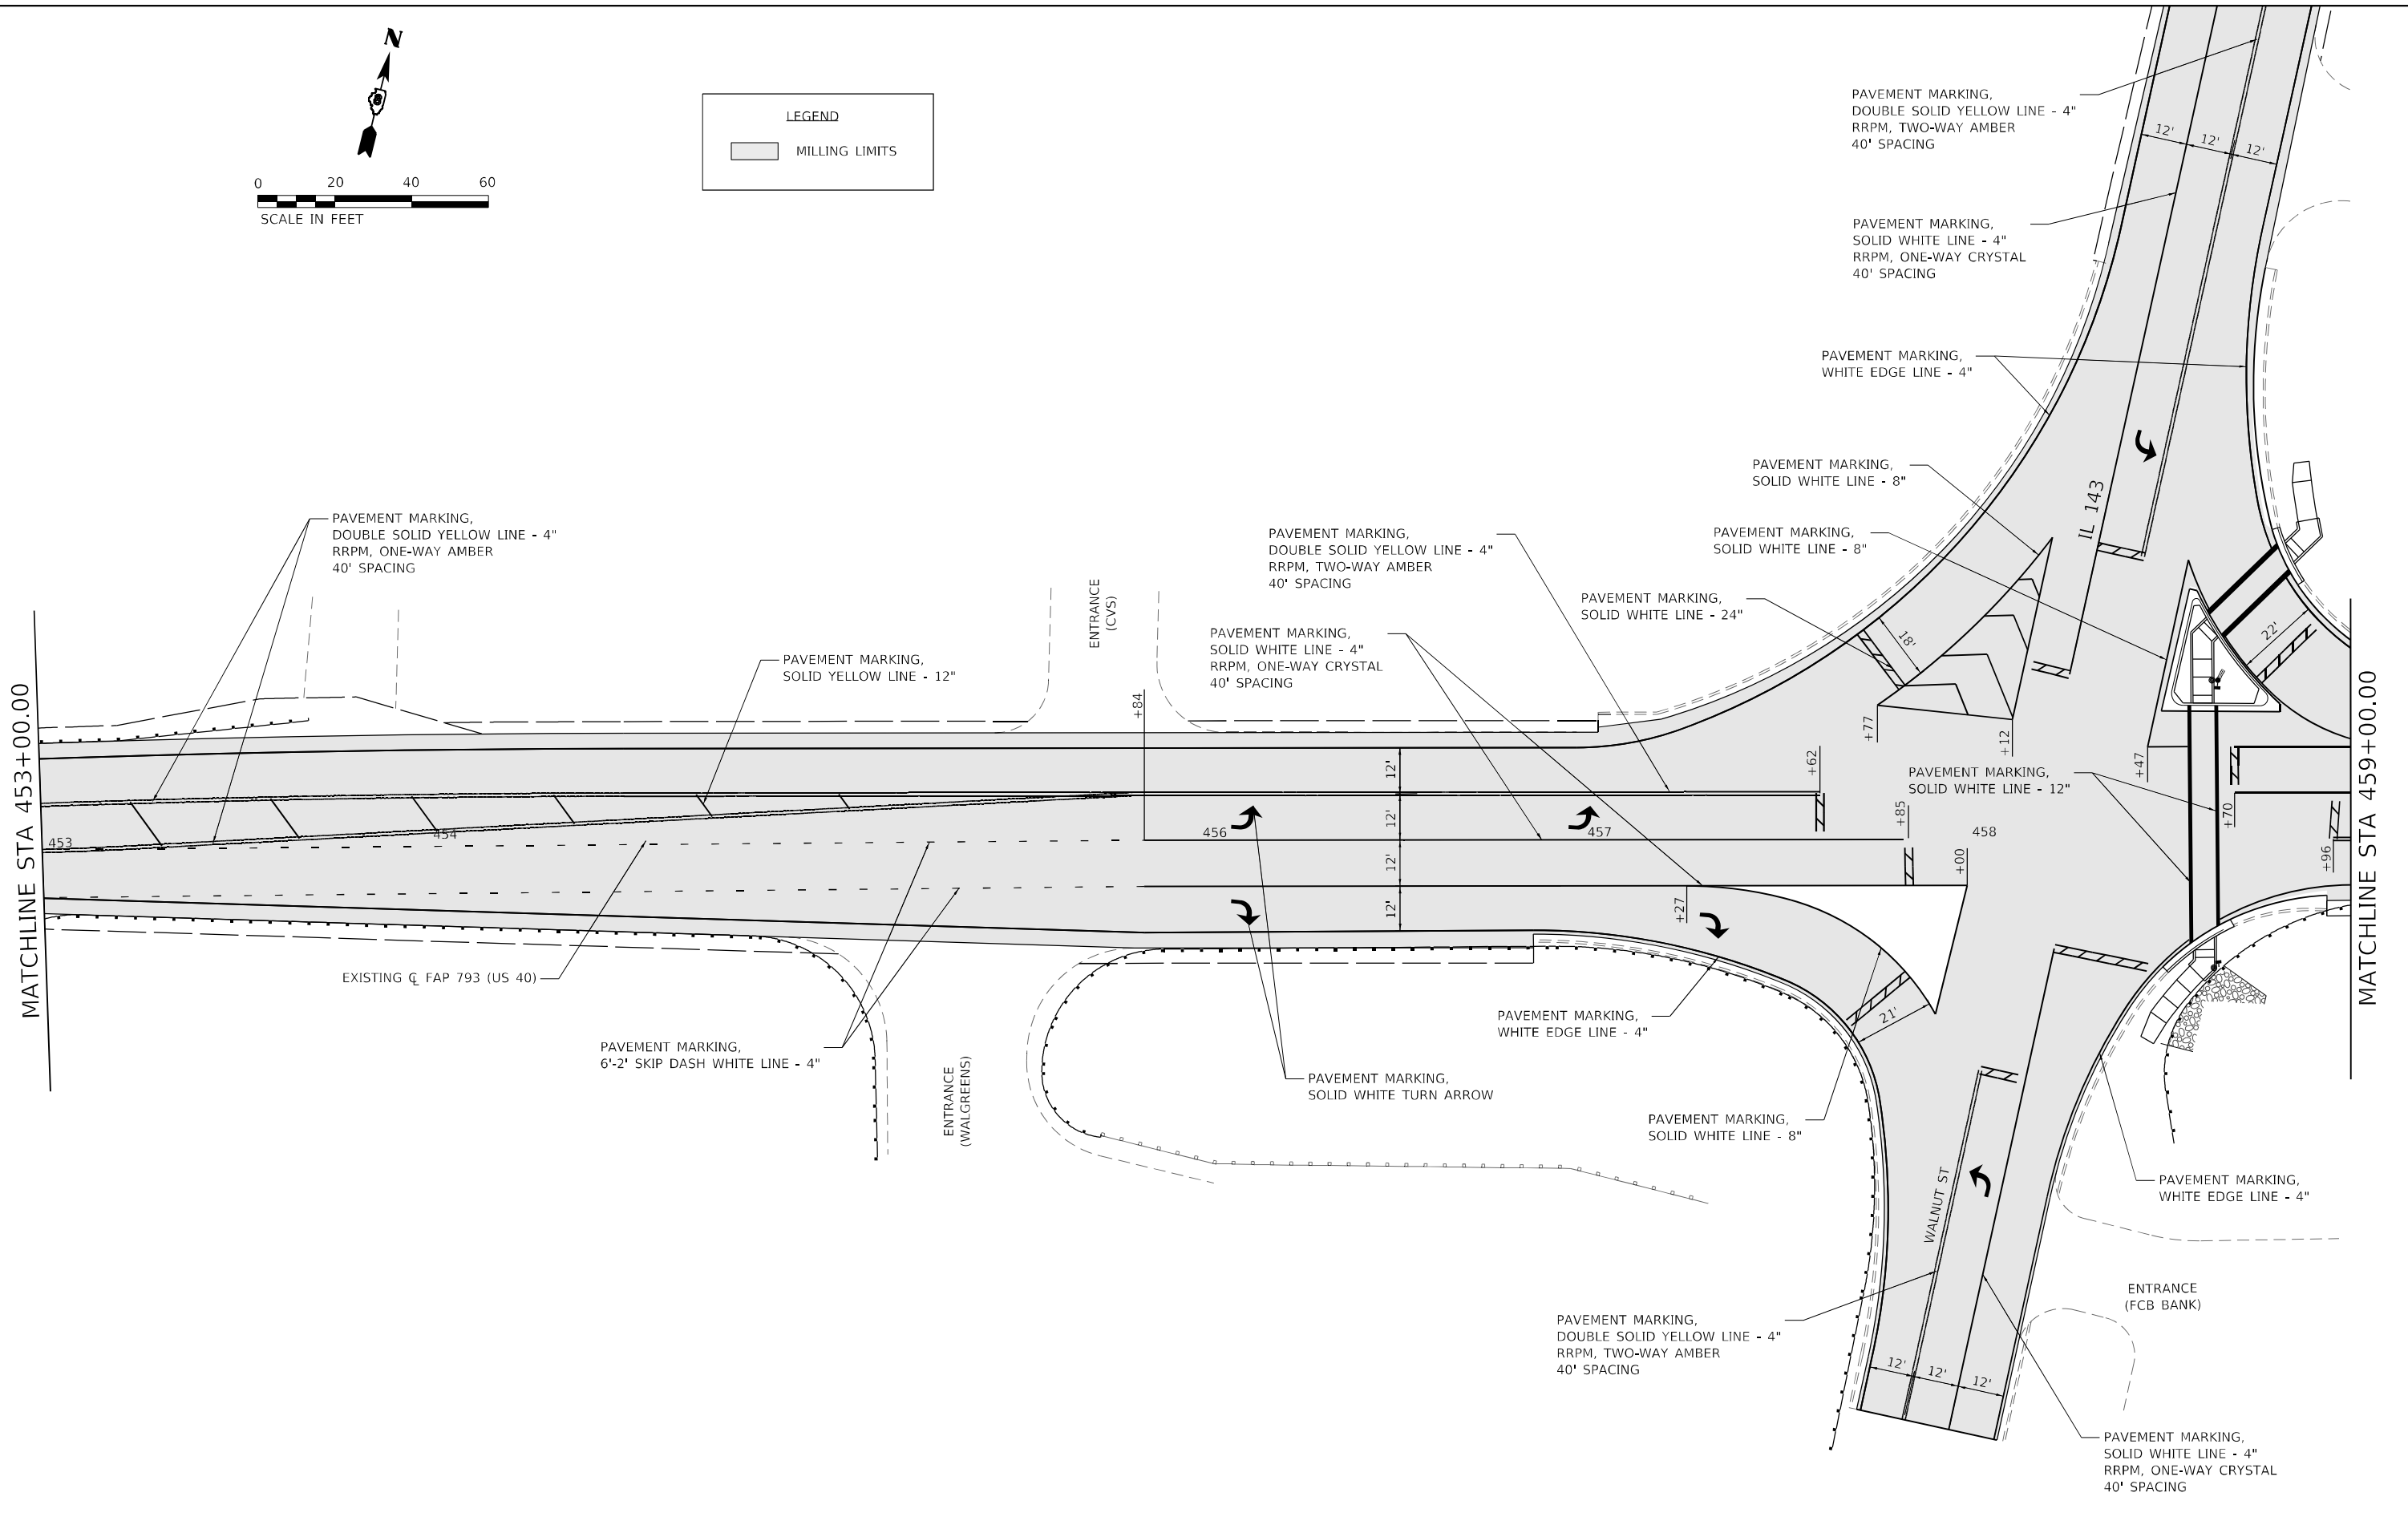 N
0 20 40 60
SCALE IN FEET
LEGEND
MILLING LIMITS
PAVEMENT MARKING,
DOUBLE SOLID YELLOW LINE - 4"
RRPM, TWO-WAY AMBER
40' SPACING
12' 12' 12'
PAVEMENT MARKING,
SOLID WHITE LINE - 4"
RRPM, ONE-WAY CRYSTAL
40' SPACING
PAVEMENT MARKING,
WHITE EDGE LINE - 4"
PAVEMENT MARKING,
SOLID WHITE LINE - 8"
IL 143
PAVEMENT MARKING,
SOLID WHITE LINE - 8"
PAVEMENT MARKING,
DOUBLE SOLID YELLOW LINE - 4"
RRPM, ONE-WAY AMBER
40' SPACING
PAVEMENT MARKING,
DOUBLE SOLID YELLOW LINE - 4"
RRPM, TWO-WAY AMBER
40' SPACING
PAVEMENT MARKING,
SOLID WHITE LINE - 24"
ENTRANCE
(CVS)
PAVEMENT MARKING,
SOLID WHITE LINE - 4"
RRPM, ONE-WAY CRYSTAL
40' SPACING
18'
22'
PAVEMENT MARKING,
SOLID YELLOW LINE - 12"
MATCHLINE STA 453+00.00
MATCHLINE STA 459+00.00
+84
+77
+12
+47
+62
PAVEMENT MARKING,
SOLID WHITE LINE - 12"
12'
12'
12'
12'
+85
+70
+96
+00
+27
453 454 456 457 458
EXISTING ℄ FAP 793 (US 40)
PAVEMENT MARKING,
6'-2' SKIP DASH WHITE LINE - 4"
ENTRANCE
(WALGREENS)
PAVEMENT MARKING,
SOLID WHITE TURN ARROW
PAVEMENT MARKING,
WHITE EDGE LINE - 4"
21'
PAVEMENT MARKING,
SOLID WHITE LINE - 8"
WALNUT ST
PAVEMENT MARKING,
WHITE EDGE LINE - 4"
ENTRANCE
(FCB BANK)
PAVEMENT MARKING,
DOUBLE SOLID YELLOW LINE - 4"
RRPM, TWO-WAY AMBER
40' SPACING
12' 12' 12'
PAVEMENT MARKING,
SOLID WHITE LINE - 4"
RRPM, ONE-WAY CRYSTAL
40' SPACING